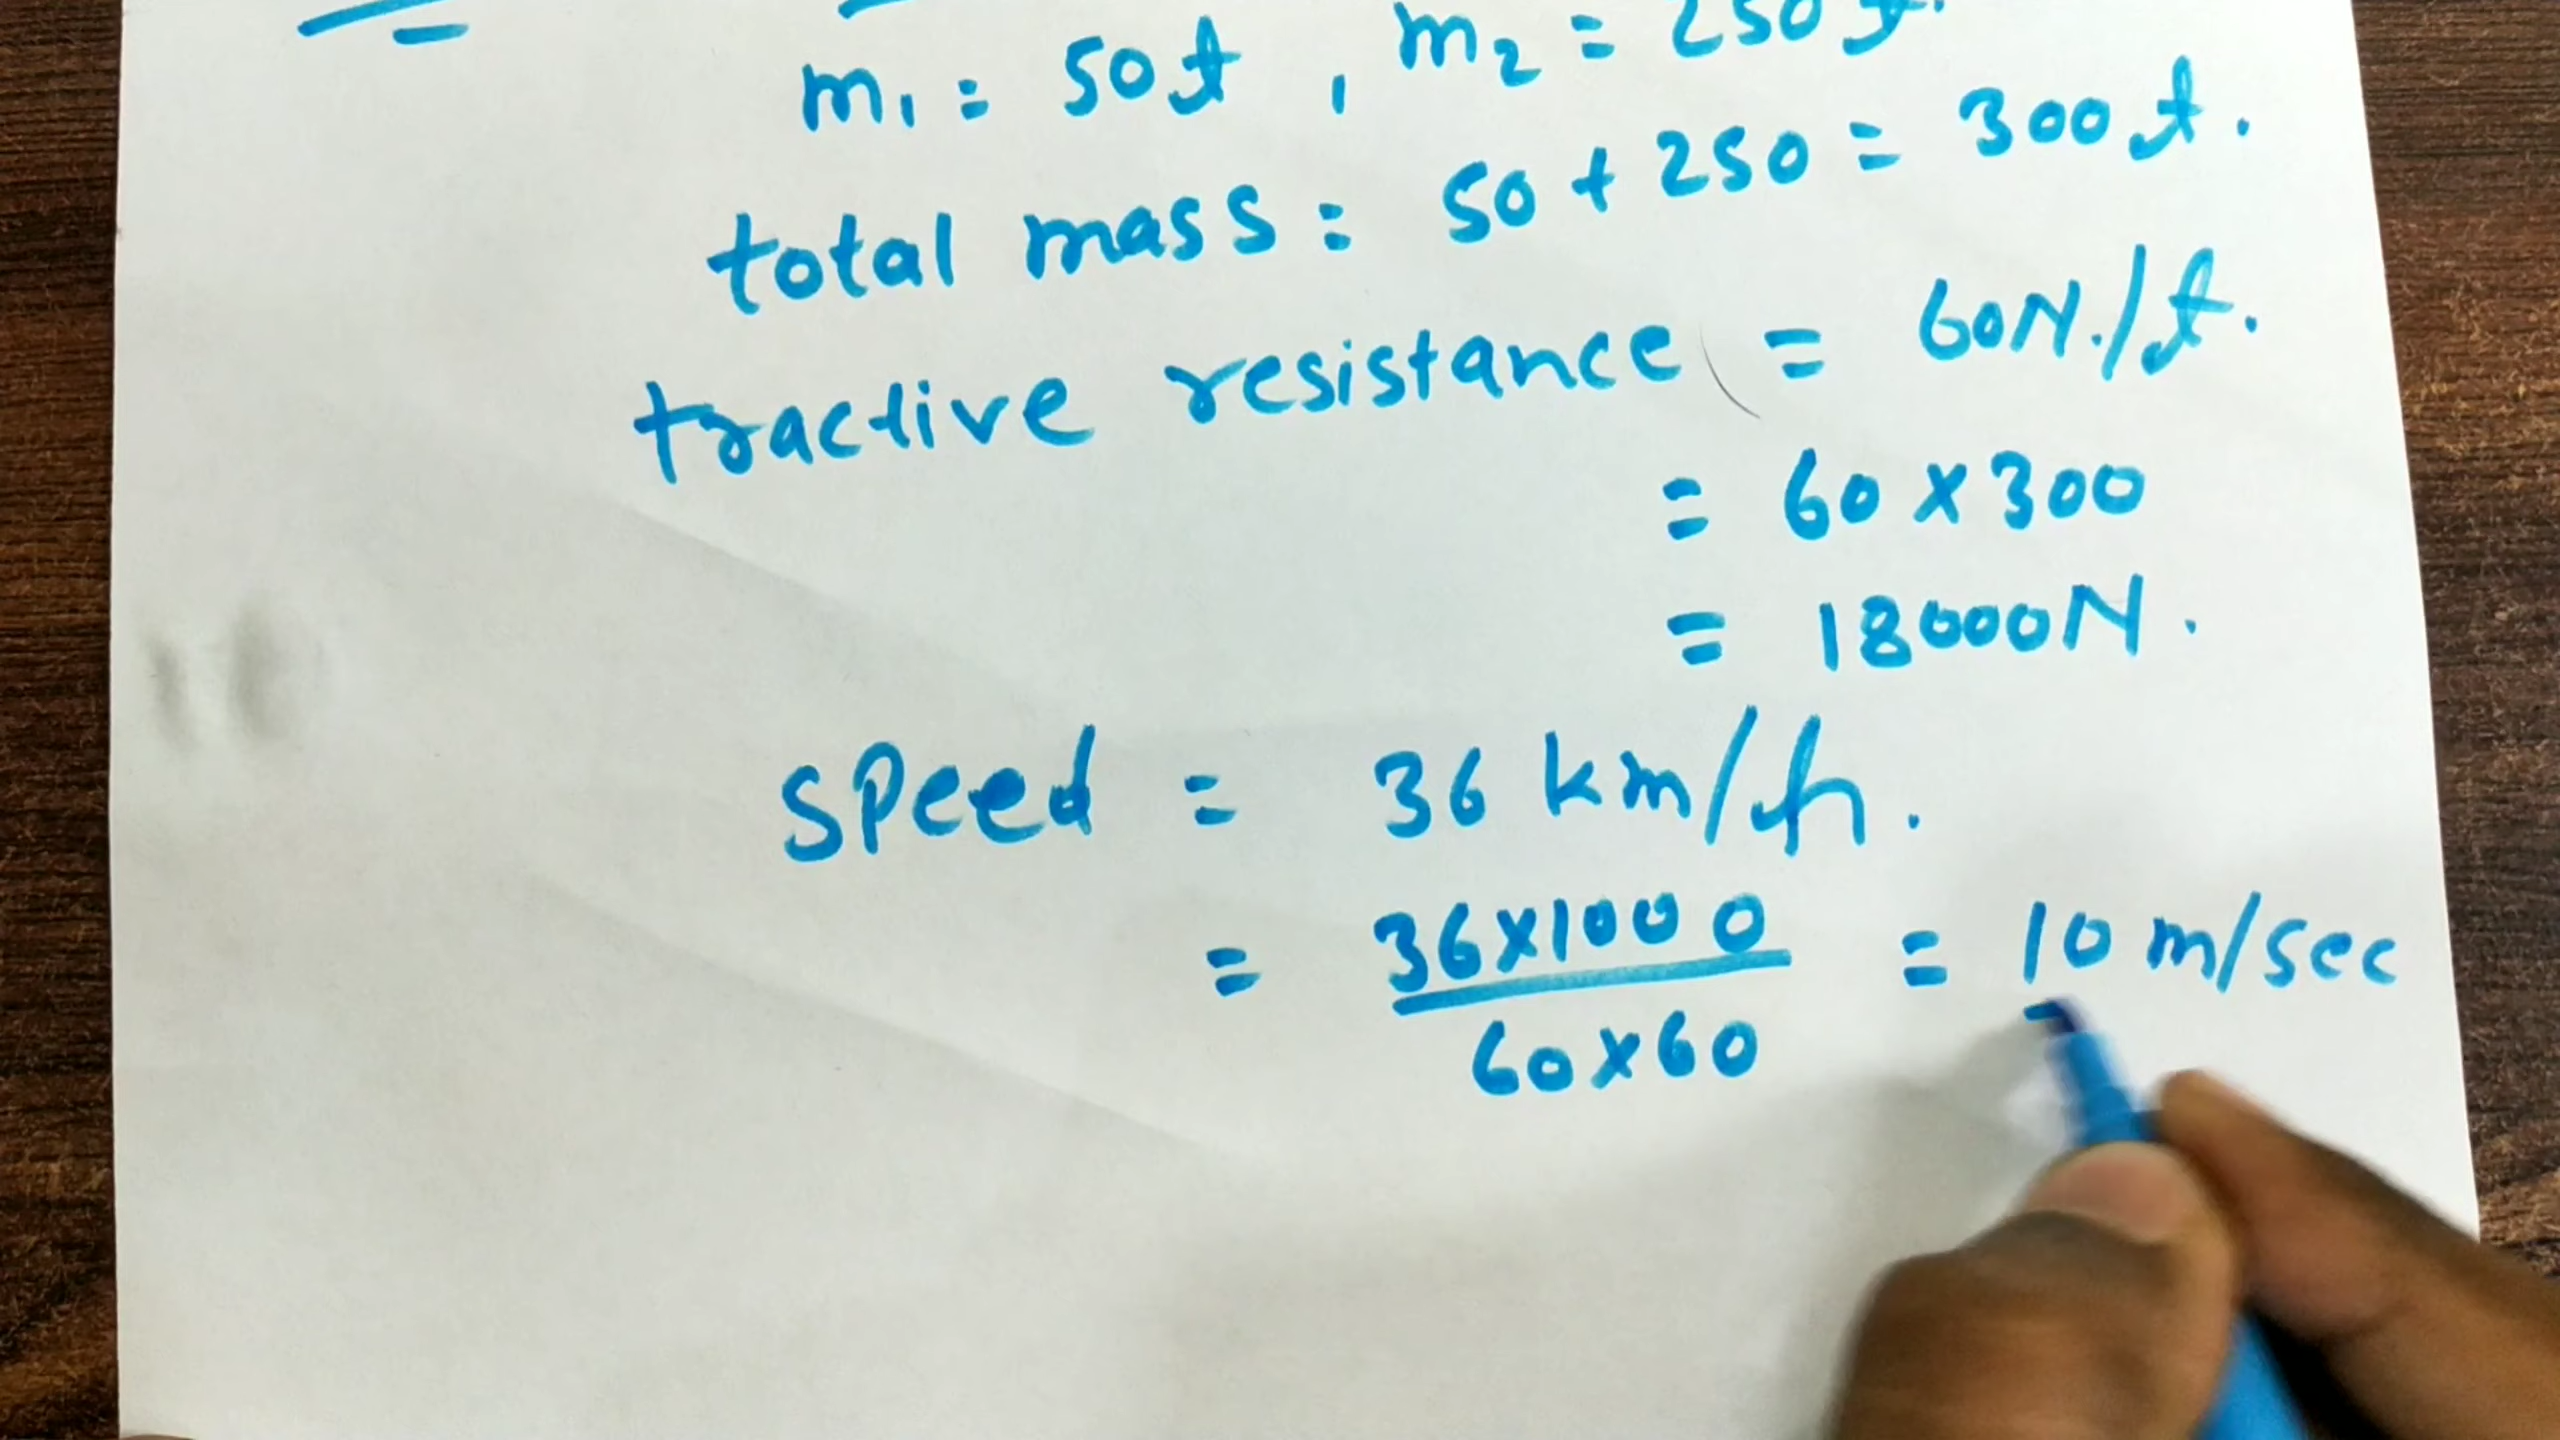 m₁ = 50t , m₂ = 250t.
total mass = 50 + 250 = 300t.
tractive resistance = 60N./t.
= 60 x 300
= 18000N.
speed = 36 km/h.
= 36x1000 / 60x60 = 10 m/sec